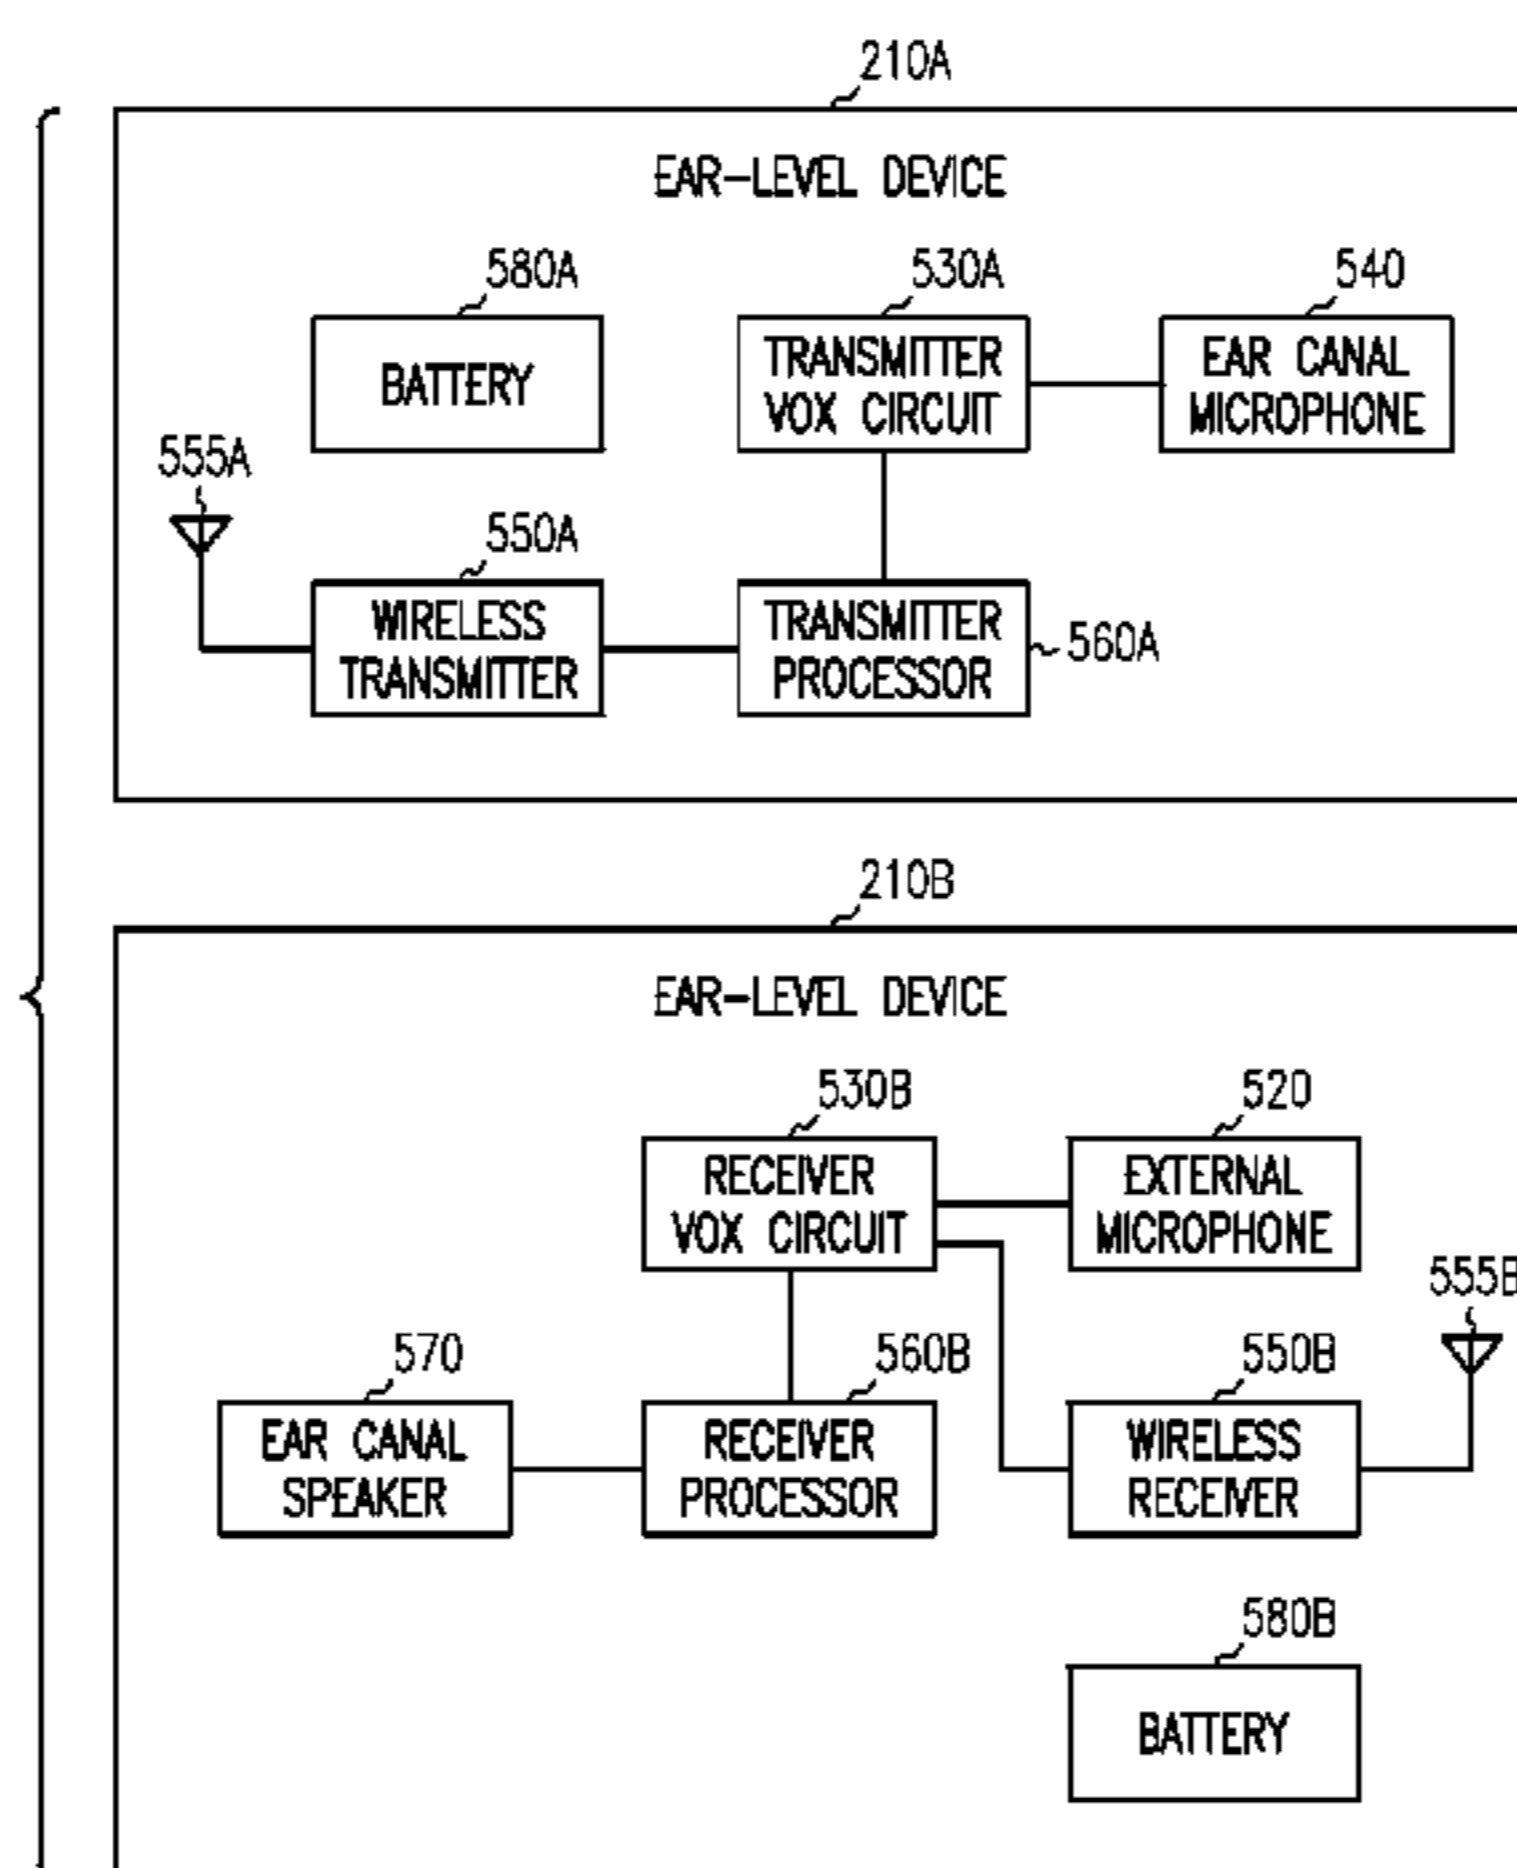 210A
EAR-LEVEL DEVICE
580A
530A
540
BATTERY
TRANSMITTER
VOX CIRCUIT
EAR CANAL
MICROPHONE
555A
550A
WIRELESS
TRANSMITTER
TRANSMITTER
PROCESSOR
560A
210B
EAR-LEVEL DEVICE
530B
520
RECEIVER
VOX CIRCUIT
EXTERNAL
MICROPHONE
555B
570
560B
550B
EAR CANAL
SPEAKER
RECEIVER
PROCESSOR
WIRELESS
RECEIVER
580B
BATTERY